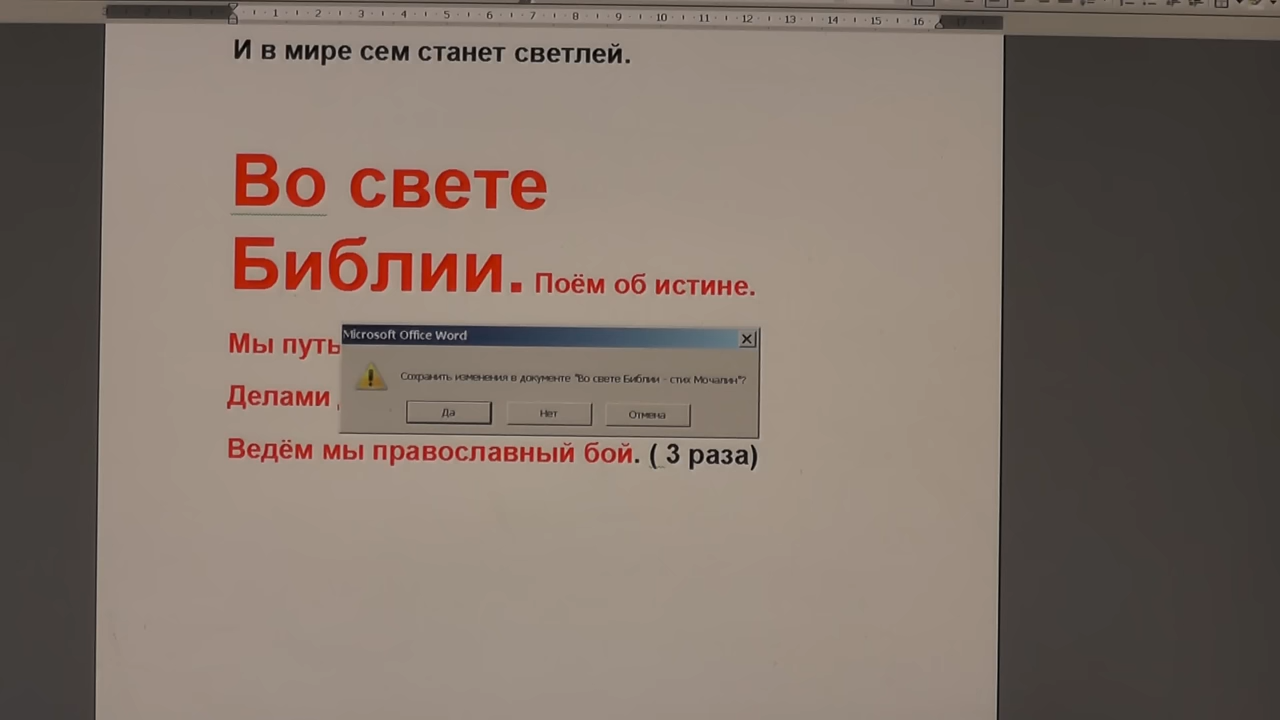 И в мире сем станет светлей.
Во свете
Библии. Поём об истине.
Мы путь
Microsoft Office Word
Сохранить изменения в документе "Во свете Библии - стих Мочалин"?
Делами
Да Нет Отмена
Ведём мы православный бой. ( 3 раза)